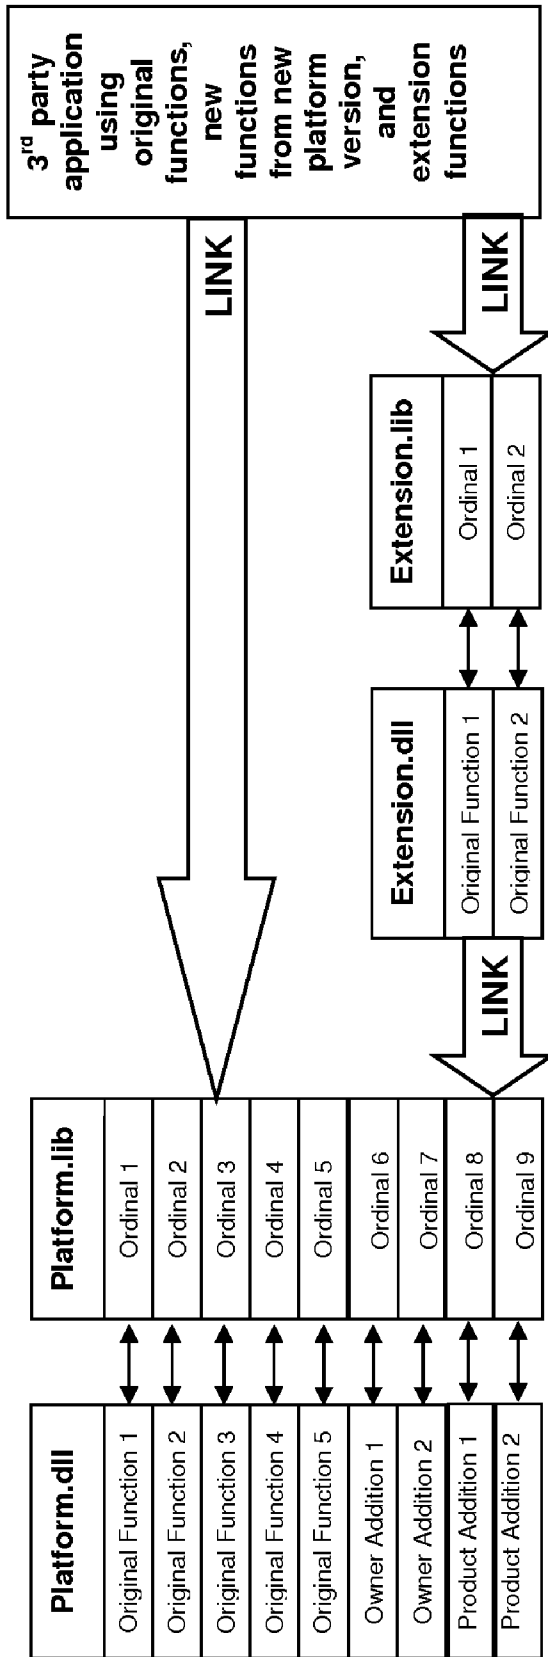 Platform.dll
Original Function 1
Original Function 2
Original Function 3
Original Function 4
Original Function 5
Owner Addition 1
Owner Addition 2
Product Addition 1
Product Addition 2
Platform.lib
Ordinal 1
Ordinal 2
Ordinal 3
Ordinal 4
Ordinal 5
Ordinal 6
Ordinal 7
Ordinal 8
Ordinal 9
LINK
Extension.dll
Original Function 1
Original Function 2
Extension.lib
Ordinal 1
Ordinal 2
LINK
LINK
3rd party
application
using
original
functions,
new
functions
from new
platform
version,
and
extension
functions